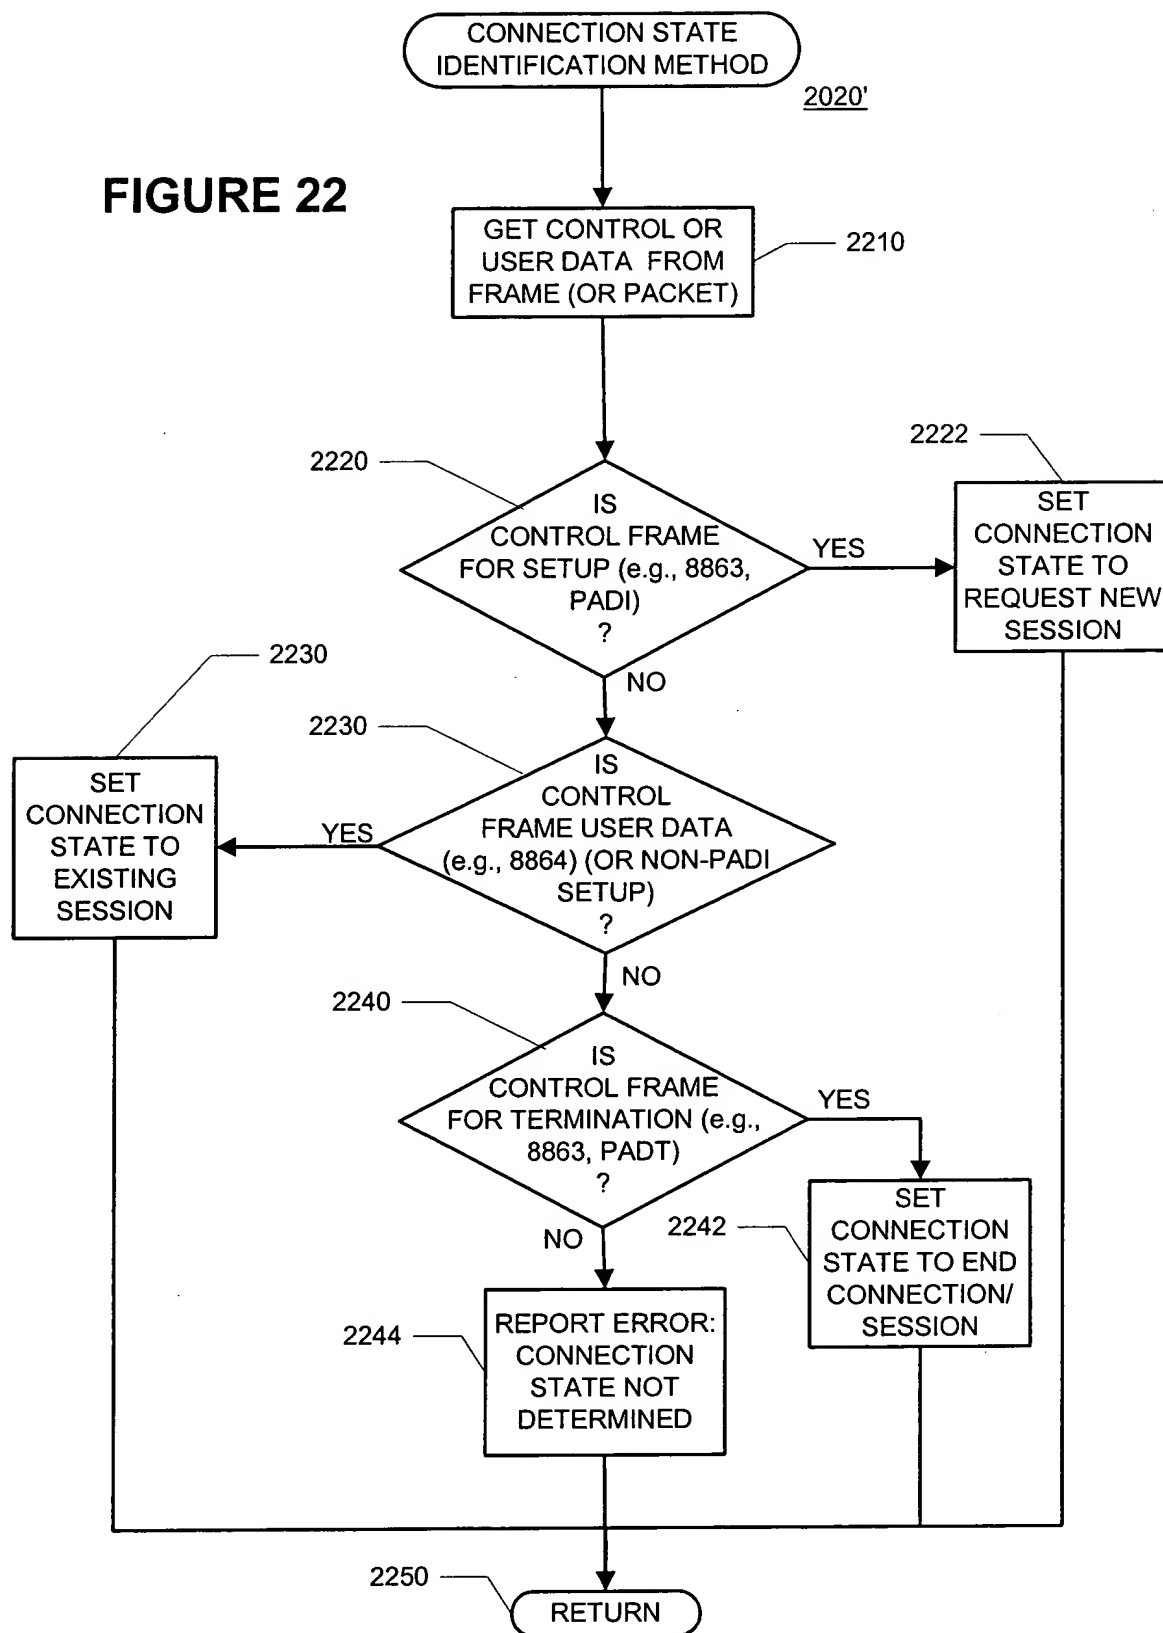 CONNECTION STATE
IDENTIFICATION METHOD
2020'
FIGURE 22
GET CONTROL OR
USER DATA FROM
FRAME (OR PACKET)
2210
2220
IS
CONTROL FRAME
FOR SETUP (e.g., 8863,
PADI)
?
YES
2222
SET
CONNECTION
STATE TO
REQUEST NEW
SESSION
NO
2230
IS
CONTROL
FRAME USER DATA
(e.g., 8864) (OR NON-PADI
SETUP)
?
YES
2230
SET
CONNECTION
STATE TO
EXISTING
SESSION
NO
2240
IS
CONTROL FRAME
FOR TERMINATION (e.g.,
8863, PADT)
?
YES
2242
SET
CONNECTION
STATE TO END
CONNECTION/
SESSION
NO
2244
REPORT ERROR:
CONNECTION
STATE NOT
DETERMINED
2250
RETURN